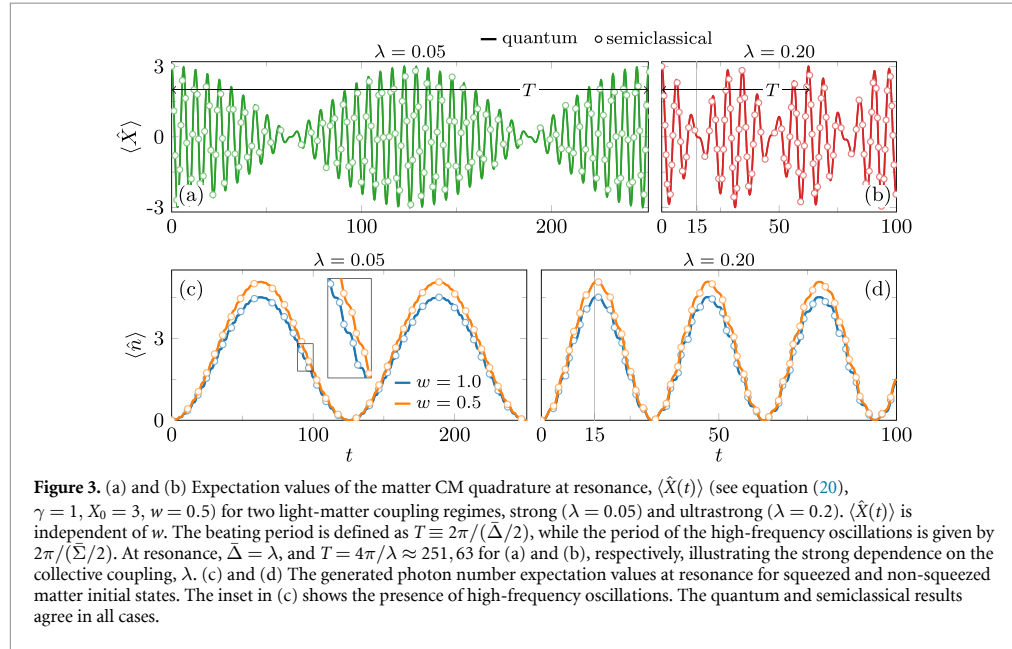 quantum semiclassical
λ = 0.05 λ = 0.20
3
0
-3
⟨X̂⟩
T
T
(a)
(b)
0 100 200 0 15 50 100
λ = 0.05 λ = 0.20
(c)
(d)
3
0
⟨n̂⟩
w = 1.0
w = 0.5
0 100 200 0 15 50 100
t t
Figure 3. (a) and (b) Expectation values of the matter CM quadrature at resonance, ⟨X̂(t)⟩ (see equation (20),
γ = 1, X₀ = 3, w = 0.5) for two light-matter coupling regimes, strong (λ = 0.05) and ultrastrong (λ = 0.2). ⟨X̂(t)⟩ is
independent of w. The beating period is defined as T ≡ 2π/(Δ̄/2), while the period of the high-frequency oscillations is given by
2π/(Σ̄/2). At resonance, Δ̄ = λ, and T = 4π/λ ≈ 251, 63 for (a) and (b), respectively, illustrating the strong dependence on the
collective coupling, λ. (c) and (d) The generated photon number expectation values at resonance for squeezed and non-squeezed
matter initial states. The inset in (c) shows the presence of high-frequency oscillations. The quantum and semiclassical results
agree in all cases.